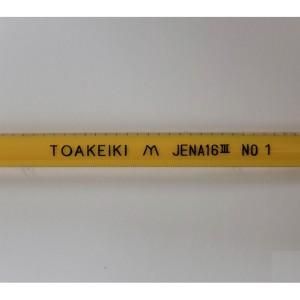 TOAKEIKI M JENA16III NO 1